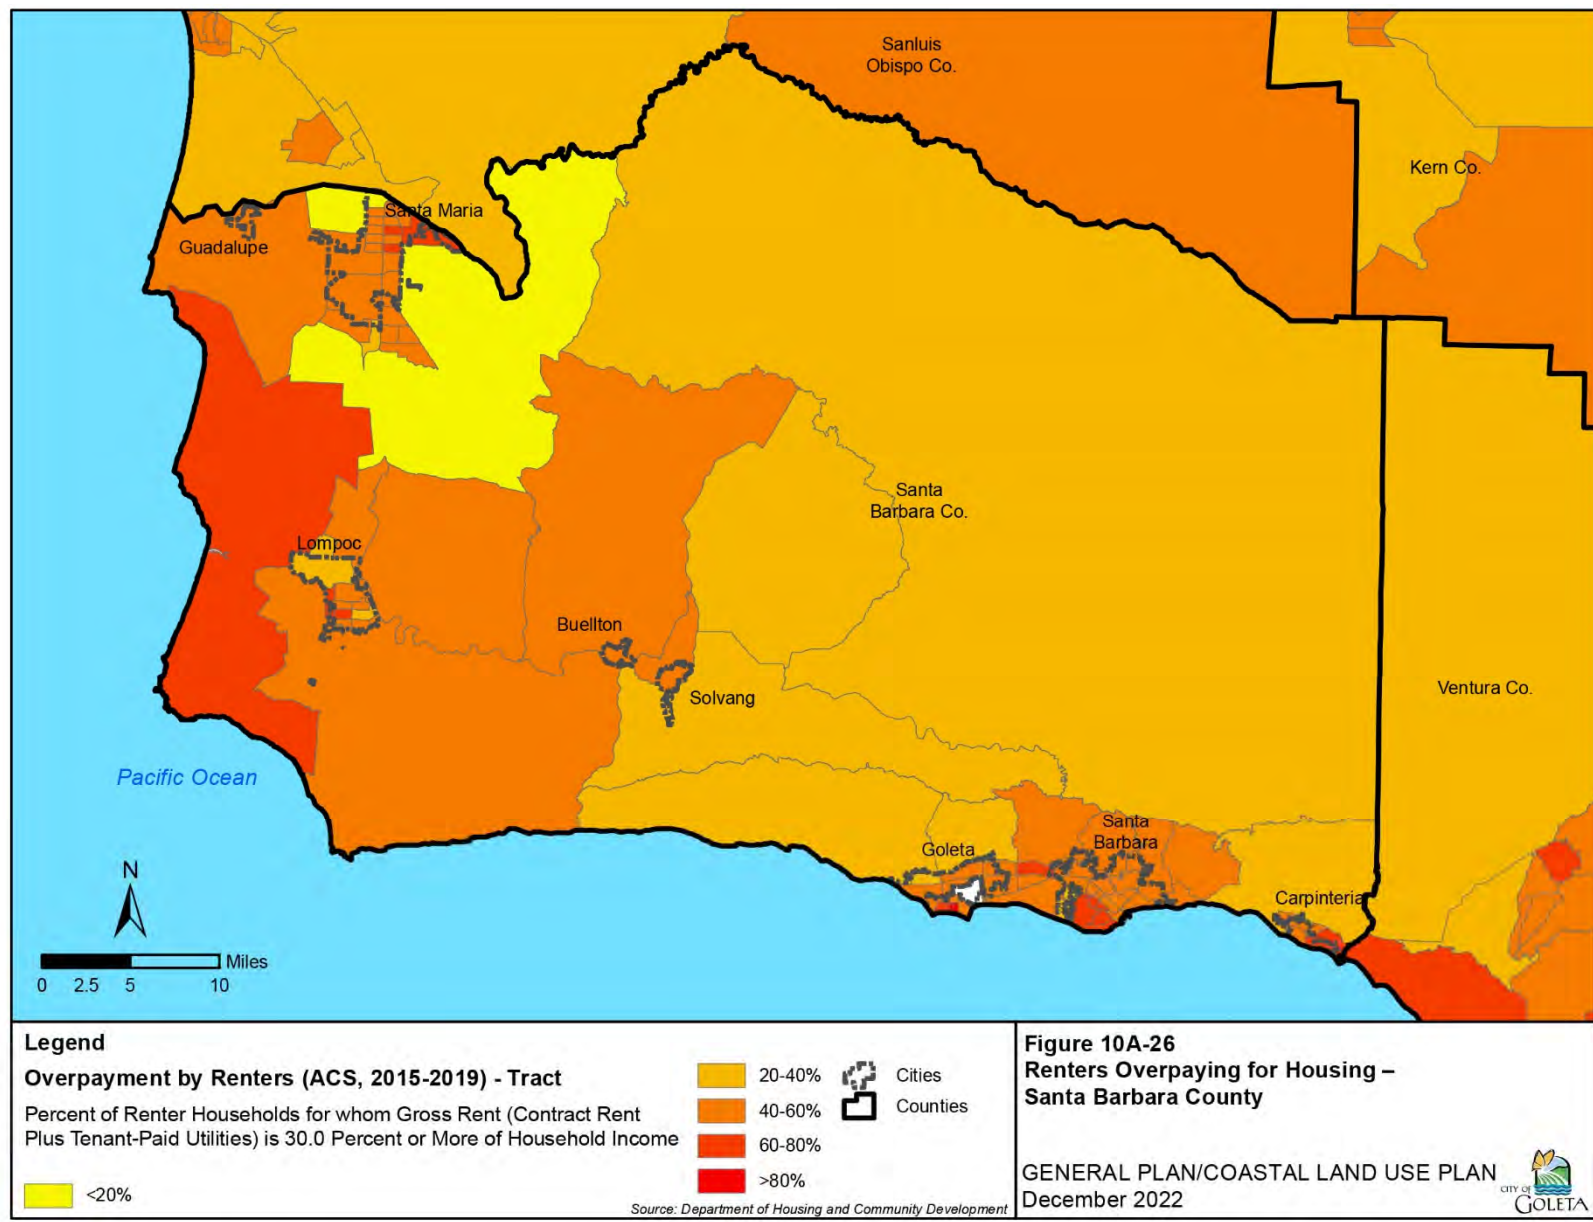 Sanluis
Obispo Co.
Kern Co.
Santa Maria
Guadalupe
Santa
Barbara Co.
Lompoc
Buellton
Solvang
Ventura Co.
Pacific Ocean
Santa
Barbara
Goleta
Carpinteria
N
Miles
0 2.5 5 10
Legend
Overpayment by Renters (ACS, 2015-2019) - Tract
Percent of Renter Households for whom Gross Rent (Contract Rent
Plus Tenant-Paid Utilities) is 30.0 Percent or More of Household Income
<20%
20-40%
40-60%
60-80%
>80%
Cities
Counties
Source: Department of Housing and Community Development
Figure 10A-26
Renters Overpaying for Housing –
Santa Barbara County
GENERAL PLAN/COASTAL LAND USE PLAN
December 2022
CITY OF
GOLETA